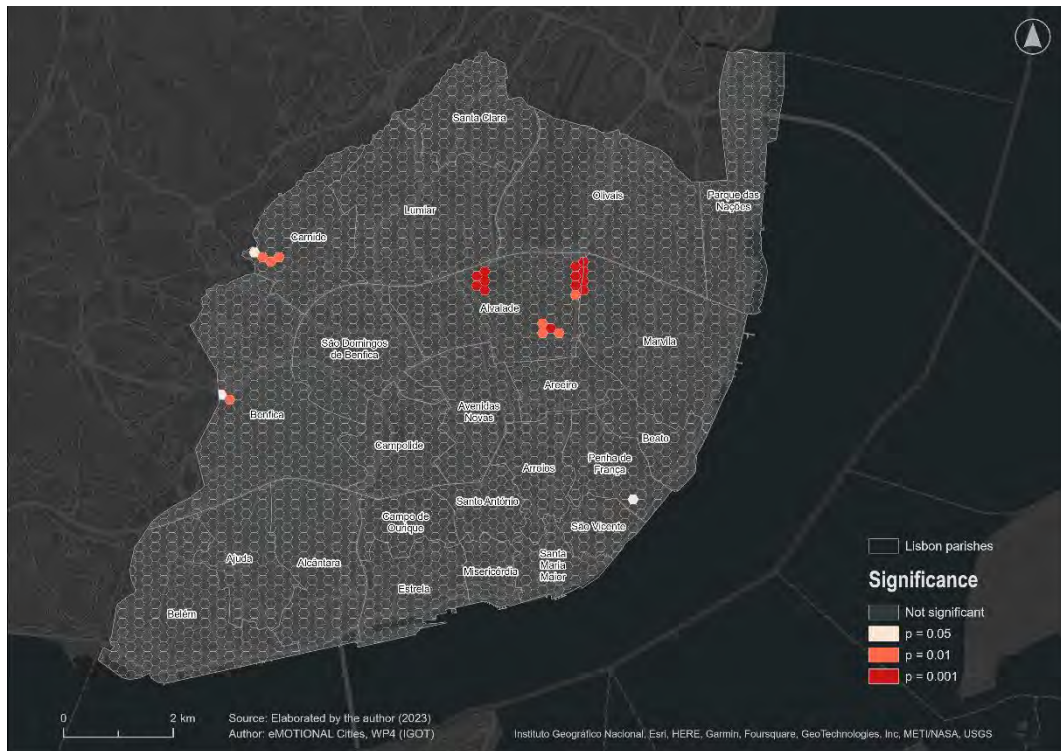 Santa Clara
Olivais
Parque das
Nações
Lumiar
Carnide
Alvalade
São Domingos
de Benfica
Marvila
Areeiro
Benfica
Avenidas
Novas
Beato
Campolide
Penha de
França
Arroios
Santo António
Campo de
Ourique
São Vicente
Ajuda
Alcântara
Santa
Maria
Maior
Misericórdia
Estrela
Belém
Lisbon parishes
Significance
Not significant
p = 0.05
p = 0.01
p = 0.001
0
2 km
Source: Elaborated by the author (2023)
Author: eMOTIONAL Cities, WP4 (IGOT)
Instituto Geográfico Nacional, Esri, HERE, Garmin, Foursquare, GeoTechnologies, Inc, METI/NASA, USGS